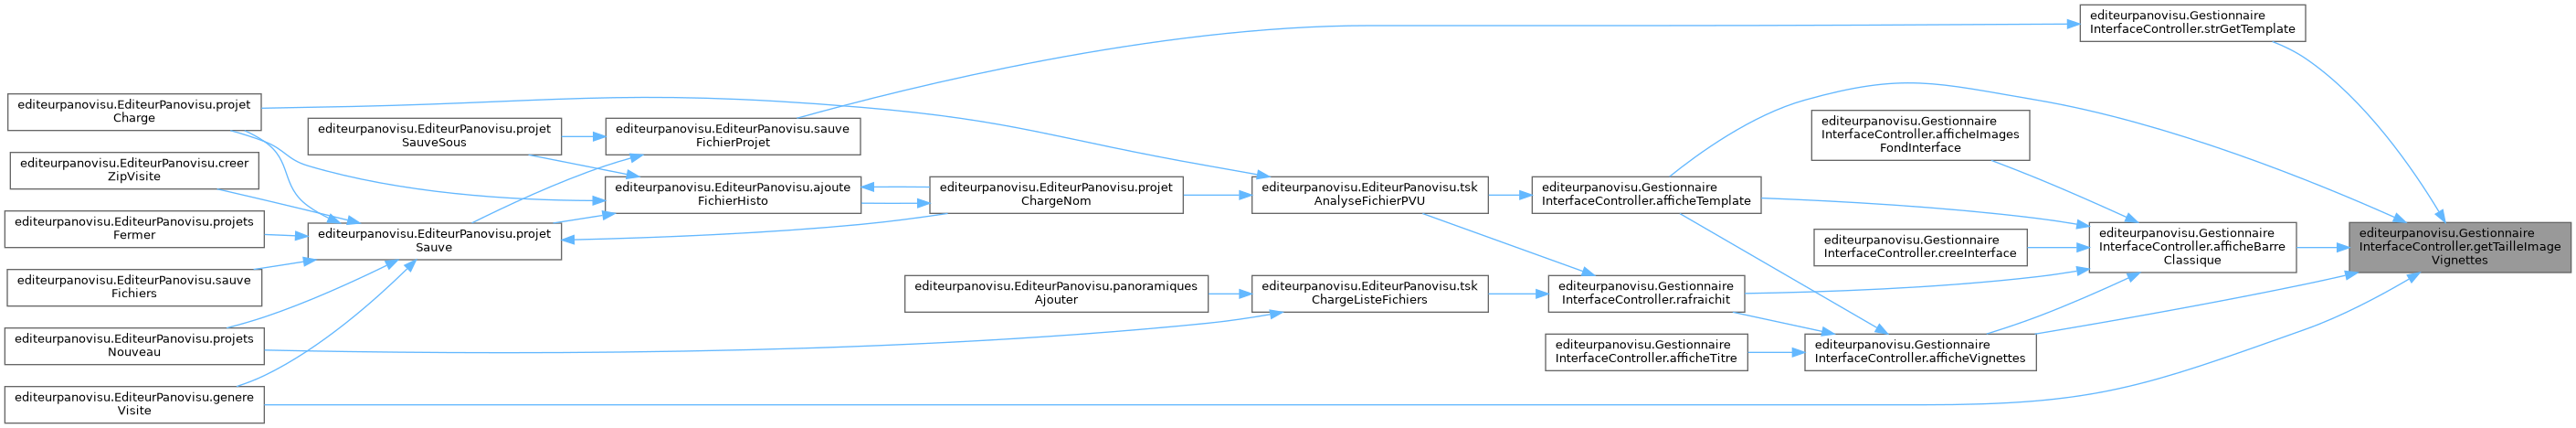 editeurpanovisu.Gestionnaire
InterfaceController.strGetTemplate
editeurpanovisu.EditeurPanovisu.projet
Charge
editeurpanovisu.EditeurPanovisu.projet
SauveSous
editeurpanovisu.EditeurPanovisu.sauve
FichierProjet
editeurpanovisu.Gestionnaire
InterfaceController.afficheImages
FondInterface
editeurpanovisu.EditeurPanovisu.creer
ZipVisite
editeurpanovisu.EditeurPanovisu.ajoute
FichierHisto
editeurpanovisu.EditeurPanovisu.projet
ChargeNom
editeurpanovisu.EditeurPanovisu.tsk
AnalyseFichierPVU
editeurpanovisu.Gestionnaire
InterfaceController.afficheTemplate
editeurpanovisu.EditeurPanovisu.projets
Fermer
editeurpanovisu.EditeurPanovisu.projet
Sauve
editeurpanovisu.Gestionnaire
InterfaceController.creeInterface
editeurpanovisu.Gestionnaire
InterfaceController.afficheBarre
Classique
editeurpanovisu.Gestionnaire
InterfaceController.getTailleImage
Vignettes
editeurpanovisu.EditeurPanovisu.sauve
Fichiers
editeurpanovisu.EditeurPanovisu.panoramiques
Ajouter
editeurpanovisu.EditeurPanovisu.tsk
ChargeListeFichiers
editeurpanovisu.Gestionnaire
InterfaceController.rafraichit
editeurpanovisu.EditeurPanovisu.projets
Nouveau
editeurpanovisu.Gestionnaire
InterfaceController.afficheTitre
editeurpanovisu.Gestionnaire
InterfaceController.afficheVignettes
editeurpanovisu.EditeurPanovisu.genere
Visite